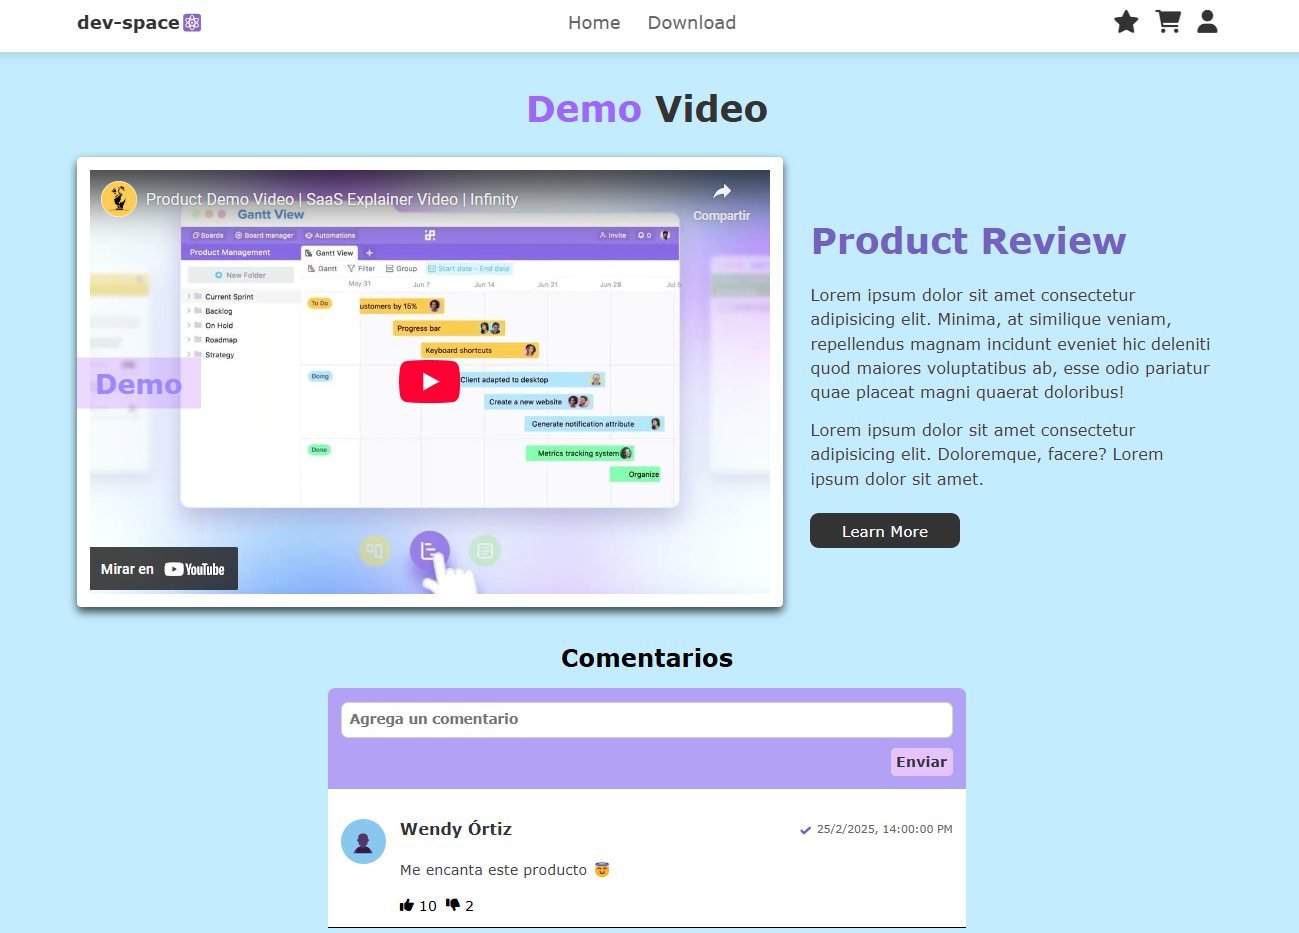 dev-space
Home Download
Demo Video
Product Demo Video | SaaS Explainer Video | Infinity
Compartir
Gantt View
Boards Board manager Automations Invite 0
Product Management Gantt View +
New Folder Gantt Filter Group Start date - End date
May 31 Jun 7 Jun 14 Jun 21 Jun 28 Jul 5
Current Sprint
Backlog
On Hold
Roadmap
Strategy
To Do
ustomers by 15%
Progress bar
Keyboard shortcuts
Doing
Client adapted to desktop
Create a new website
Generate notification attribute
Done
Metrics tracking system
Organize
Demo
Mirar en YouTube
Product Review
Lorem ipsum dolor sit amet consectetur
adipisicing elit. Minima, at similique veniam,
repellendus magnam incidunt eveniet hic deleniti
quod maiores voluptatibus ab, esse odio pariatur
quae placeat magni quaerat doloribus!
Lorem ipsum dolor sit amet consectetur
adipisicing elit. Doloremque, facere? Lorem
ipsum dolor sit amet.
Learn More
Comentarios
Agrega un comentario
Enviar
Wendy Órtiz
25/2/2025, 14:00:00 PM
Me encanta este producto 😇
10 2